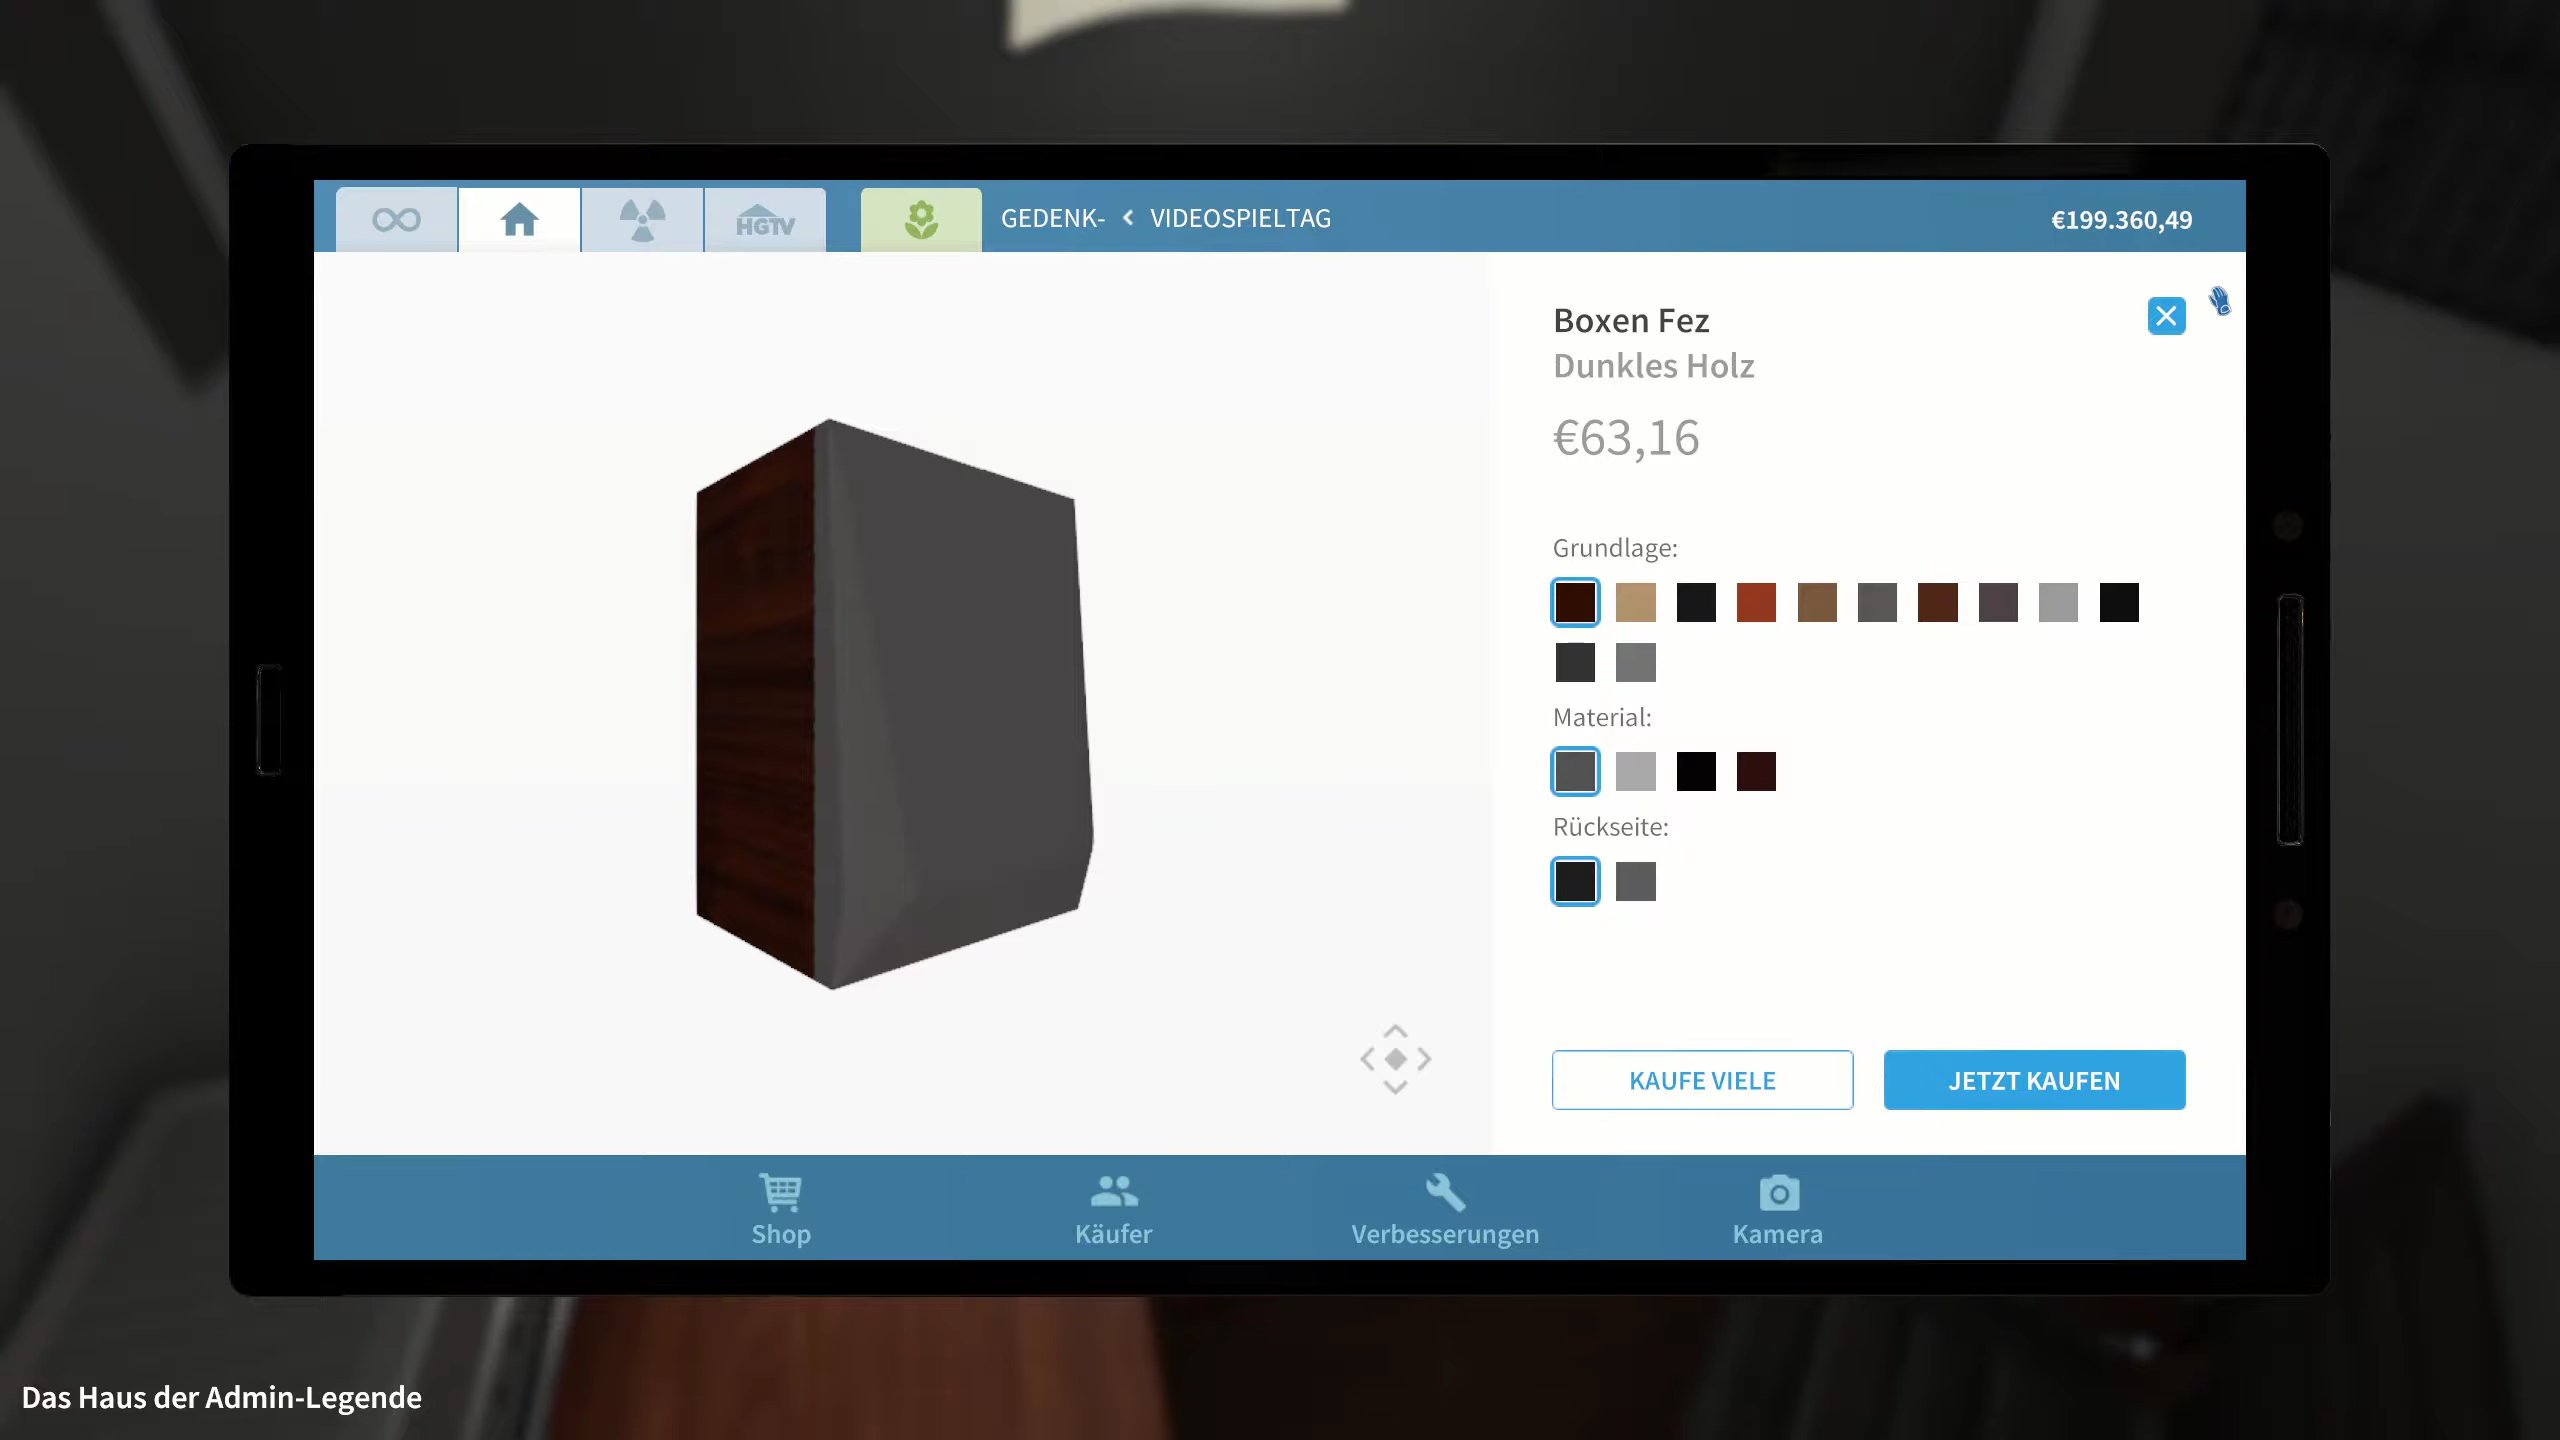 HGTV
GEDENK- < VIDEOSPIELTAG
€199.360,49
Boxen Fez
Dunkles Holz
€63,16
Grundlage:
Material:
Rückseite:
KAUFE VIELE
JETZT KAUFEN
Shop
Käufer
Verbesserungen
Kamera
Das Haus der Admin-Legende